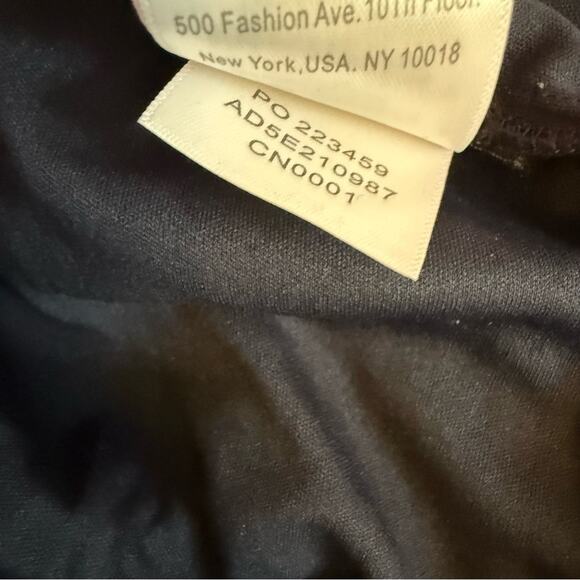 500 Fashion Ave. 10TH Floor.
New York,USA. NY 10018
PO 223459
AD5E210987
CN0001